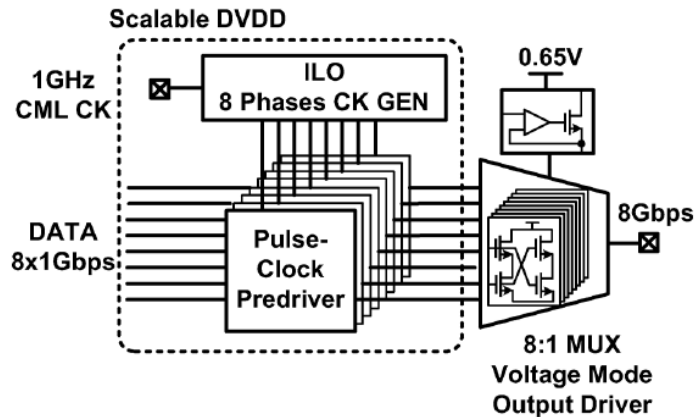 Scalable DVDD
1GHz
CML CK
ILO
8 Phases CK GEN
0.65V
DATA
8x1Gbps
Pulse-
Clock
Predriver
8Gbps
8:1 MUX
Voltage Mode
Output Driver